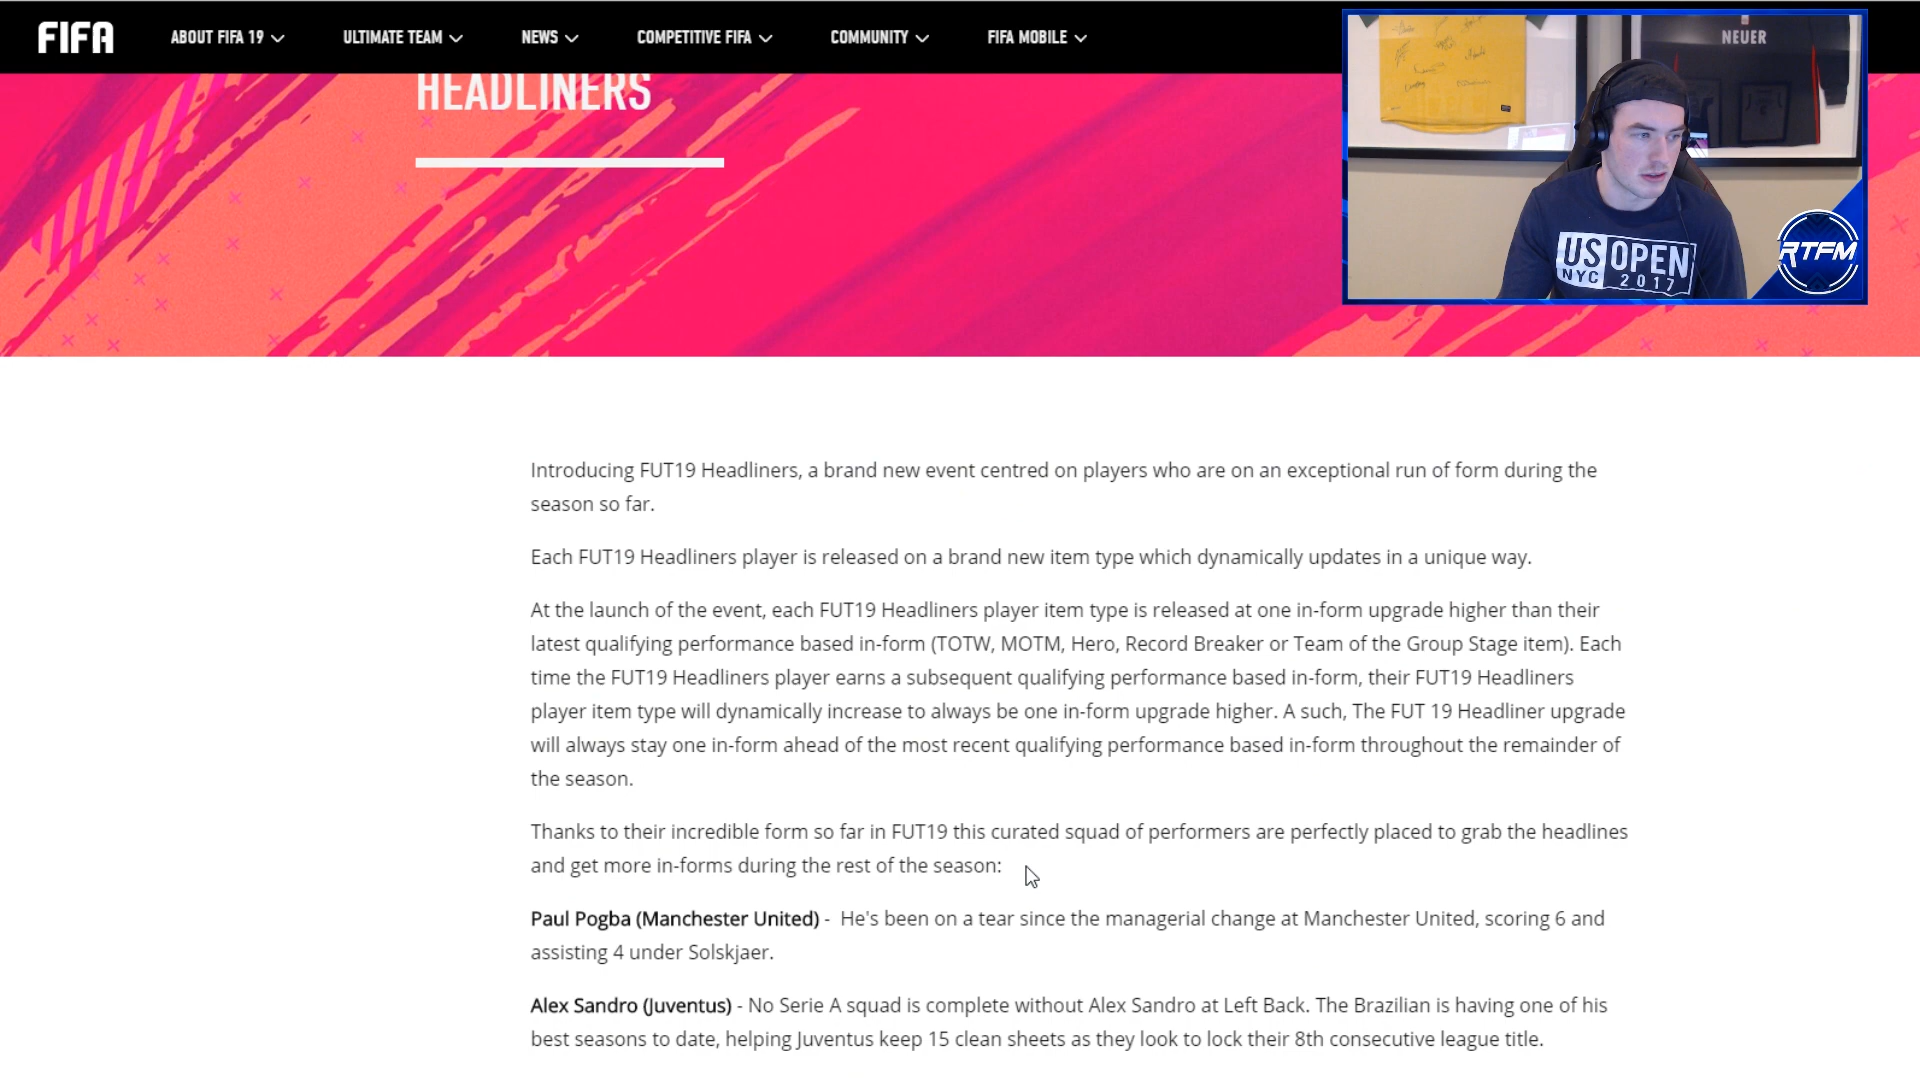 FIFA
ABOUT FIFA 19
ULTIMATE TEAM
NEWS
COMPETITIVE FIFA
COMMUNITY
FIFA MOBILE
HEADLINERS
NEUER
US OPEN
NYC 2017
RTFM
Introducing FUT19 Headliners, a brand new event centred on players who are on an exceptional run of form during the
season so far.
Each FUT19 Headliners player is released on a brand new item type which dynamically updates in a unique way.
At the launch of the event, each FUT19 Headliners player item type is released at one in-form upgrade higher than their
latest qualifying performance based in-form (TOTW, MOTM, Hero, Record Breaker or Team of the Group Stage item). Each
time the FUT19 Headliners player earns a subsequent qualifying performance based in-form, their FUT19 Headliners
player item type will dynamically increase to always be one in-form upgrade higher. A such, The FUT 19 Headliner upgrade
will always stay one in-form ahead of the most recent qualifying performance based in-form throughout the remainder of
the season.
Thanks to their incredible form so far in FUT19 this curated squad of performers are perfectly placed to grab the headlines
and get more in-forms during the rest of the season:
Paul Pogba (Manchester United) - He's been on a tear since the managerial change at Manchester United, scoring 6 and
assisting 4 under Solskjaer.
Alex Sandro (Juventus) - No Serie A squad is complete without Alex Sandro at Left Back. The Brazilian is having one of his
best seasons to date, helping Juventus keep 15 clean sheets as they look to lock their 8th consecutive league title.